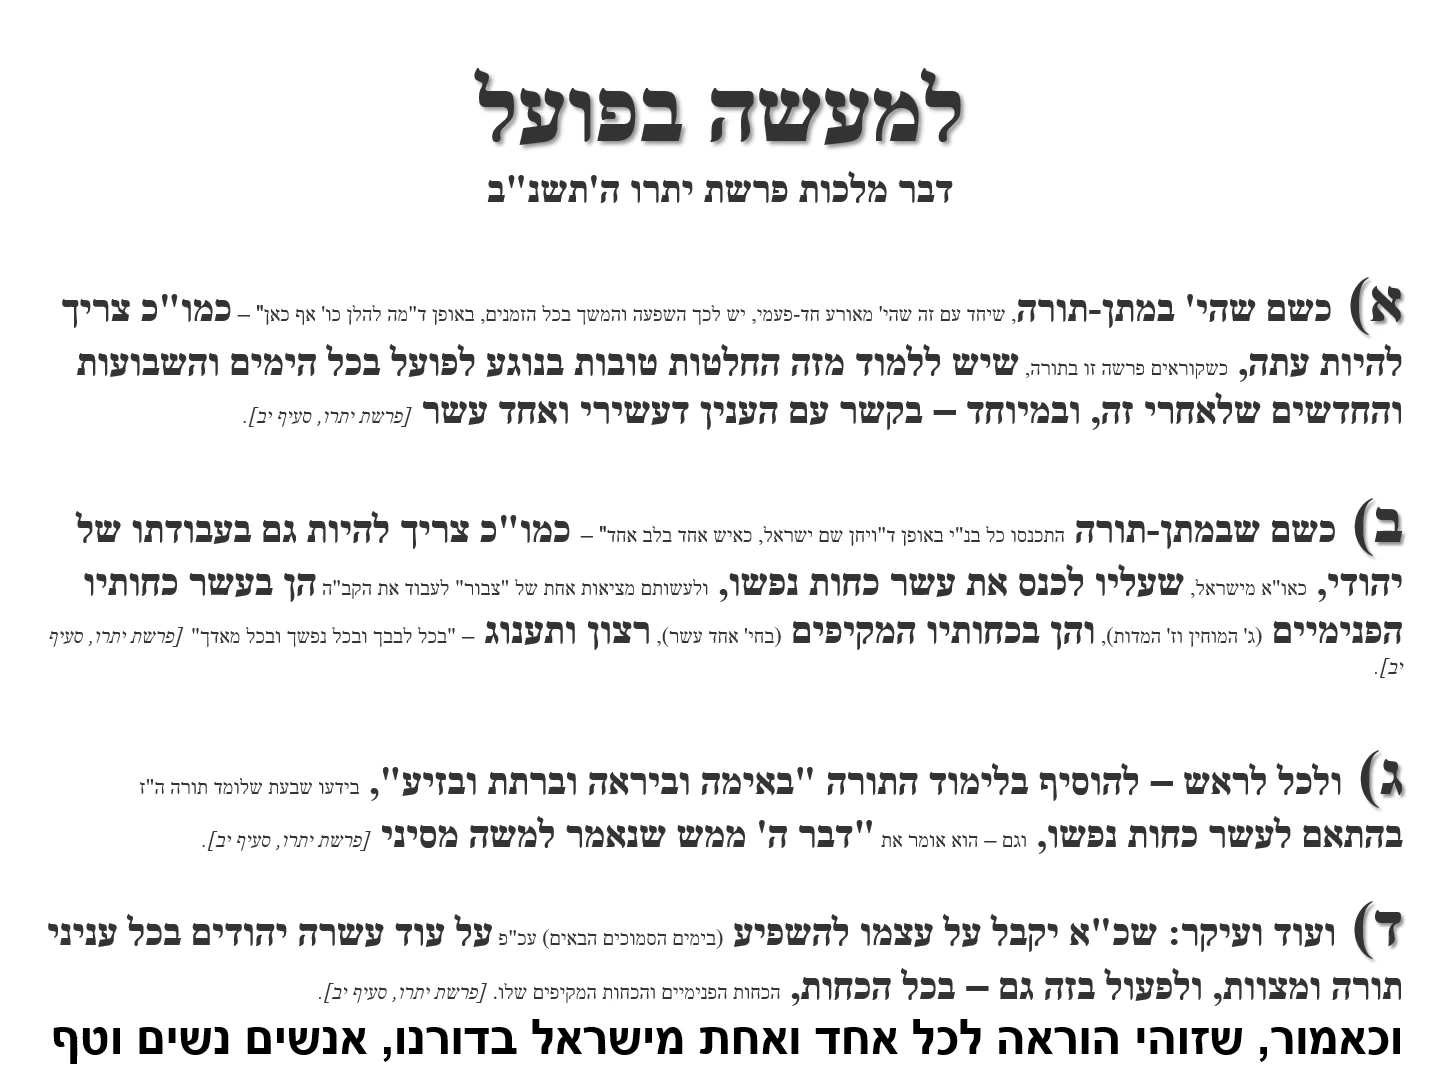 למעשה בפועל
דבר מלכות פרשת יתרו ה'תשנ"ב
א) כשם שהי' במתן-תורה, שיחד עם זה שהי' מאורע חד-פעמי, יש לכך השפעה והמשך בכל הזמנים, באופן ד"מה להלן כו' אף כאן" – כמו"כ צריך
להיות עתה, כשקוראים פרשה זו בתורה, שיש ללמוד מזה החלטות טובות בנוגע לפועל בכל הימים והשבועות
והחדשים שלאחרי זה, ובמיוחד – בקשר עם הענין דעשירי ואחד עשר [פרשת יתרו, סעיף יב].
ב) כשם שבמתן-תורה התכנסו כל בנ"י באופן ד"ויחן שם ישראל, כאיש אחד בלב אחד" – כמו"כ צריך להיות גם בעבודתו של
יהודי, כאו"א מישראל, שעליו לכנס את עשר כחות נפשו, ולעשותם מציאות אחת של "צבור" לעבוד את הקב"ה הן בעשר כחותיו
הפנימיים (ג' המוחין וז' המדות), והן בכחותיו המקיפים (בחי' אחד עשר), רצון ותענוג – "בכל לבבך ובכל נפשך ובכל מאדך" [פרשת יתרו, סעיף
יב].
ג) ולכל לראש – להוסיף בלימוד התורה "באימה וביראה וברתת ובזיע", בידעו שבעת שלומד תורה ה"ז
בהתאם לעשר כחות נפשו, וגם – הוא אומר את "דבר ה' ממש שנאמר למשה מסיני [פרשת יתרו, סעיף יב].
ד) ועוד ועיקר: שכ"א יקבל על עצמו להשפיע (בימים הסמוכים הבאים) עכ"פ על עוד עשרה יהודים בכל עניני
תורה ומצוות, ולפעול בזה גם – בכל הכחות, הכחות הפנימיים והכחות המקיפים שלו. [פרשת יתרו, סעיף יב].
וכאמור, שזוהי הוראה לכל אחד ואחת מישראל בדורנו, אנשים נשים וטף